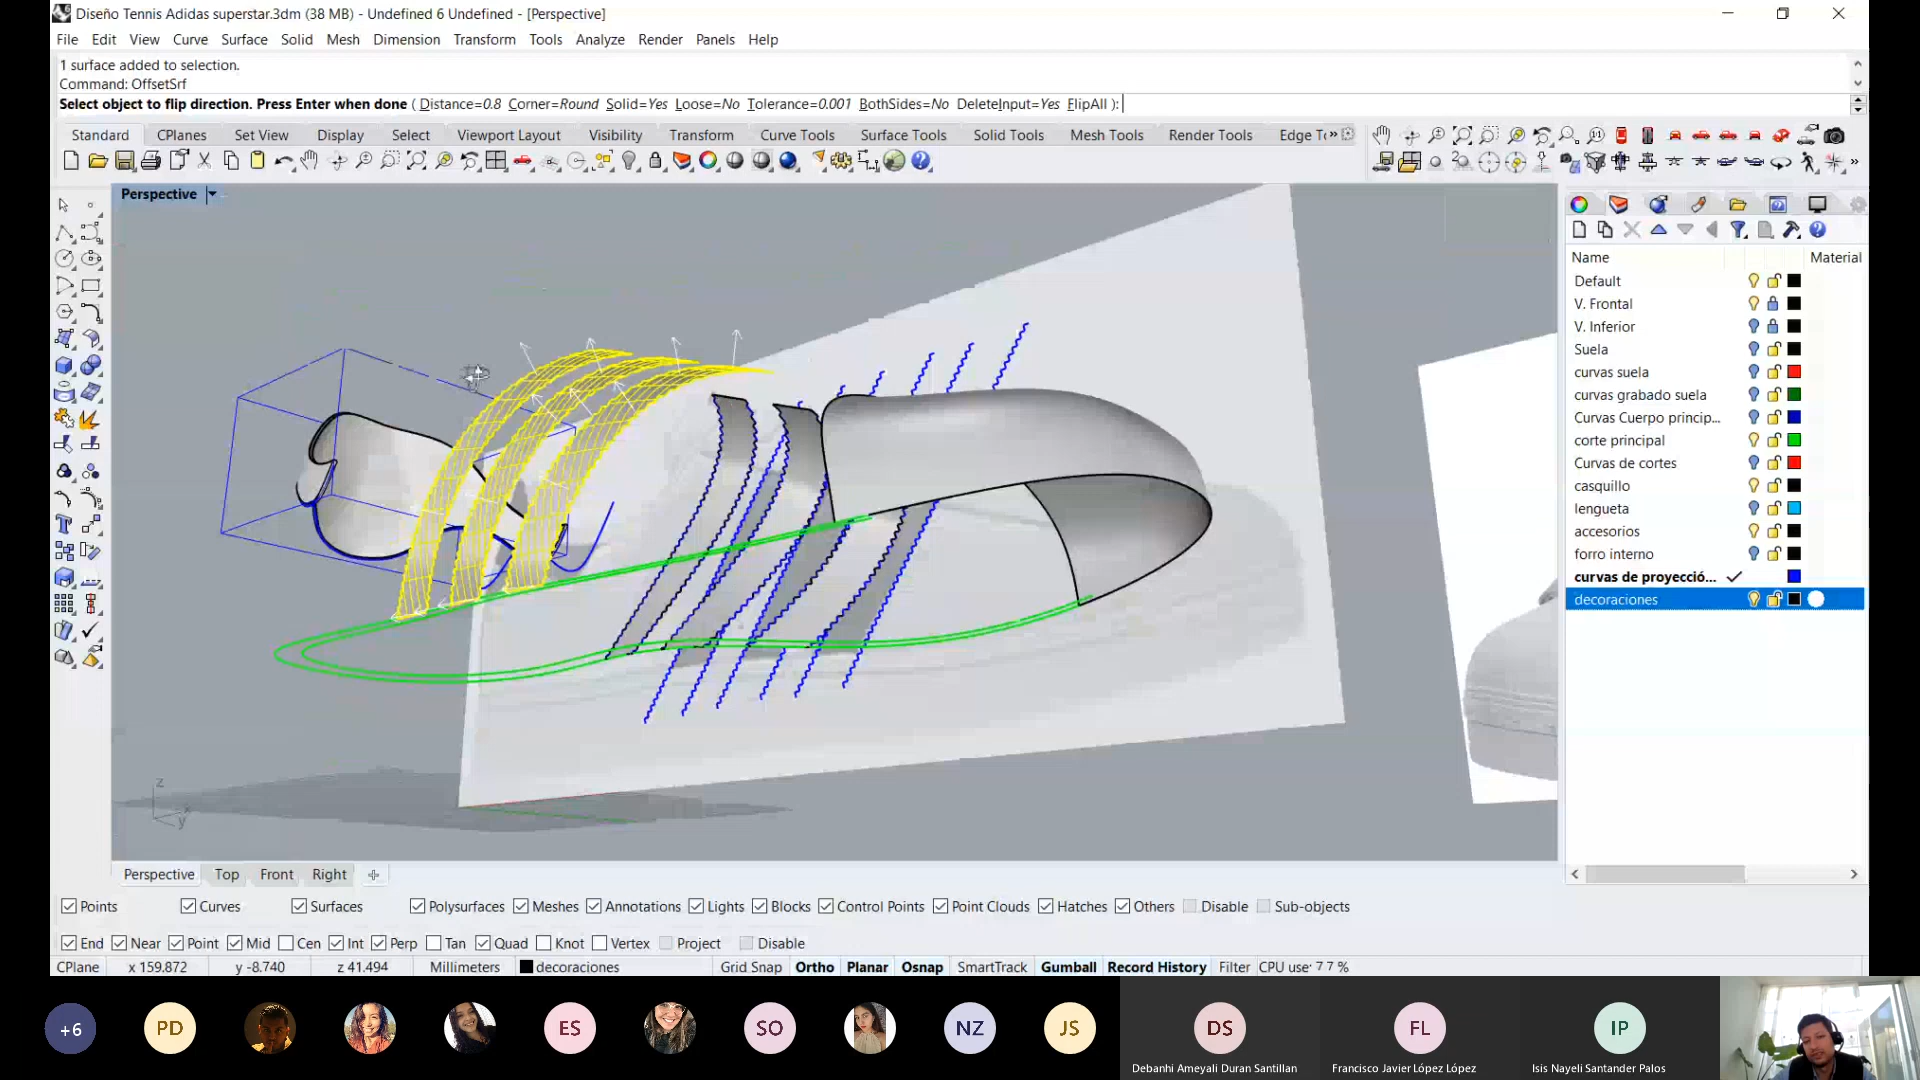 Diseño Tennis Adidas superstar.3dm (38 MB) - Undefined 6 Undefined - [Perspective]
File Edit View Curve Surface Solid Mesh Dimension Transform Tools Analyze Render Panels Help
1 surface added to selection.
Command: OffsetSrf
Select object to flip direction. Press Enter when done ( Distance=0.8 Corner=Round Solid=Yes Loose=No Tolerance=0.001 BothSides=No DeleteInput=Yes FlipAll ):
Standard CPlanes Set View Display Select Viewport Layout Visibility Transform Curve Tools Surface Tools Solid Tools Mesh Tools Render Tools Edge To
Perspective
Name Material
Default
V. Frontal
V. Inferior
Suela
curvas suela
curvas grabado suela
Curvas Cuerpo princip...
corte principal
Curvas de cortes
casquillo
lengueta
accesorios
forro interno
curvas de proyecció...
decoraciones
z
y
Perspective Top Front Right
Points Curves Surfaces Polysurfaces Meshes Annotations Lights Blocks Control Points Point Clouds Hatches Others Disable Sub-objects
End Near Point Mid Cen Int Perp Tan Quad Knot Vertex Project Disable
CPlane x 159.872 y -8.740 z 41.494 Millimeters decoraciones Grid Snap Ortho Planar Osnap SmartTrack Gumball Record History Filter CPU use: 7.7 %
+6 PD ES SO NZ JS DS FL IP
Debanhi Ameyali Duran Santillan Francisco Javier López López Isis Nayeli Santander Palos